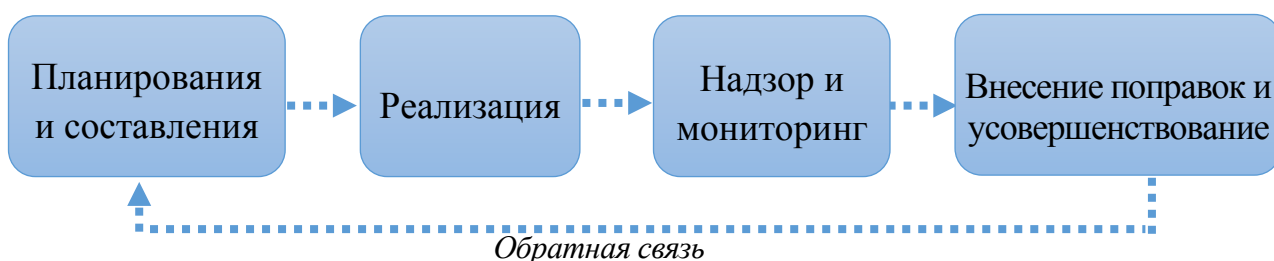 Планирования
и составления
Реализация
Надзор и
мониторинг
Внесение поправок и
усовершенствование
Обратная связь